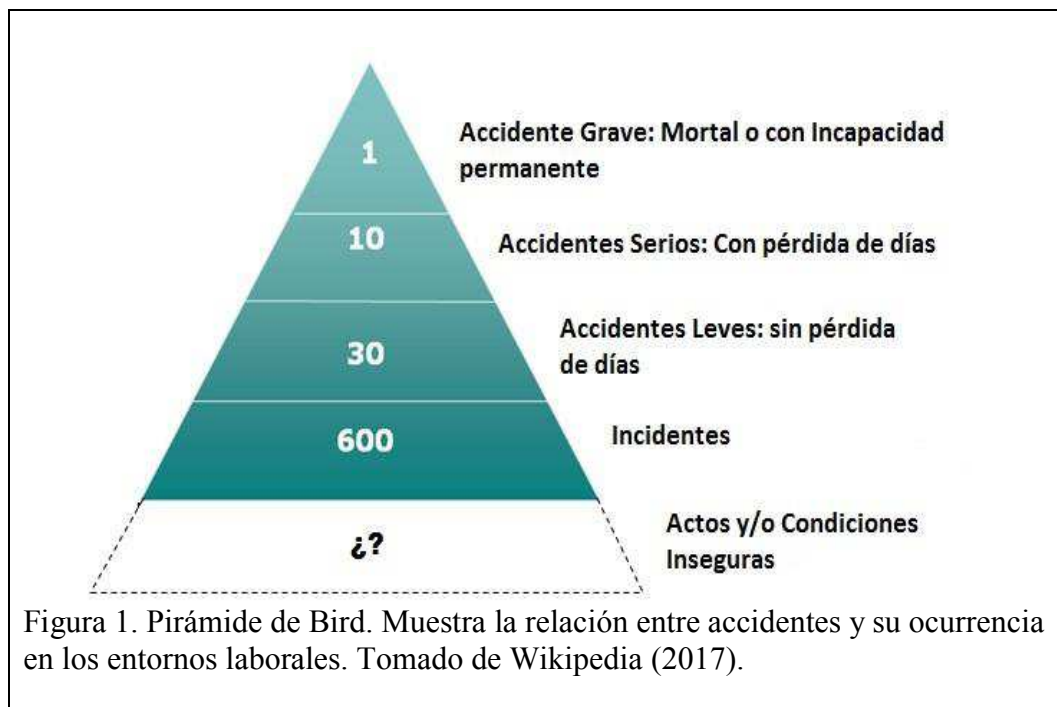 1
Accidente Grave: Mortal o con Incapacidad
permanente
10
Accidentes Serios: Con pérdida de días
30
Accidentes Leves: sin pérdida
de días
600
Incidentes
¿?
Actos y/o Condiciones
Inseguras
Figura 1. Pirámide de Bird. Muestra la relación entre accidentes y su ocurrencia
en los entornos laborales. Tomado de Wikipedia (2017).